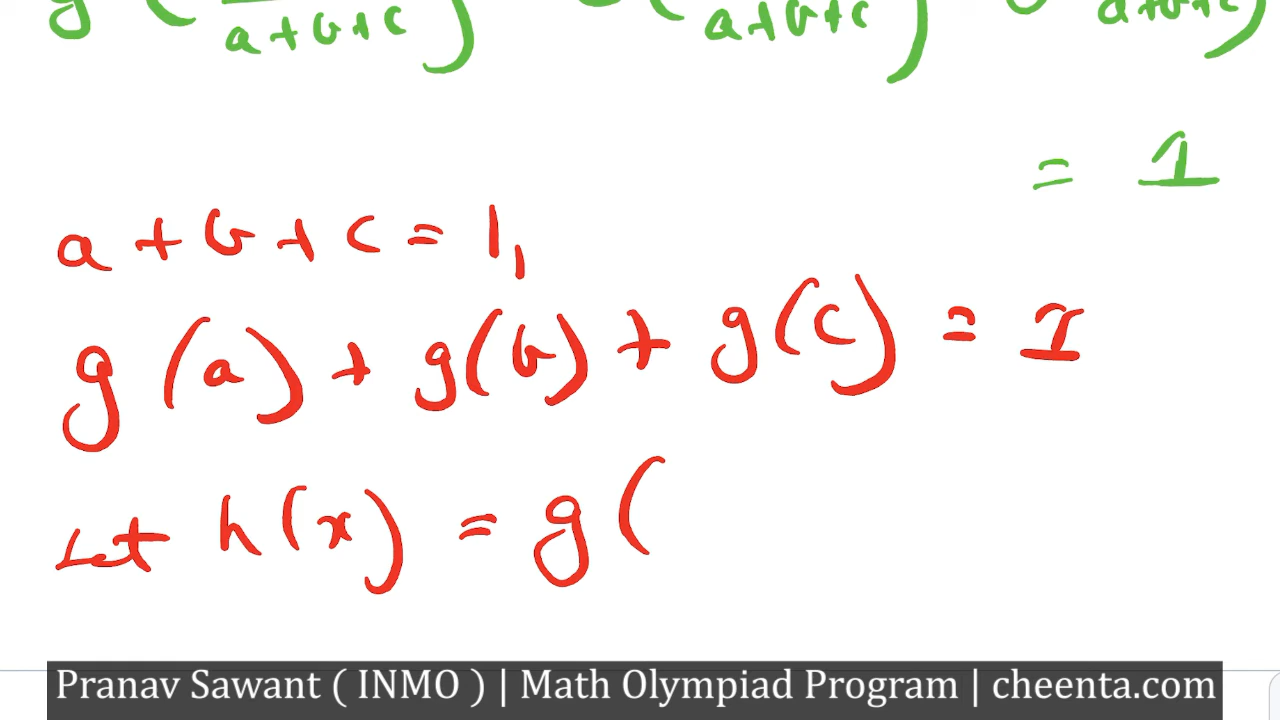 g ( a+b+c ) ( a+b+c ) ( a+b+c )
= 1
a + b + c = 1,
g(a) + g(b) + g(c) = 1
Let h(x) = g(
Pranav Sawant ( INMO ) | Math Olympiad Program | cheenta.com